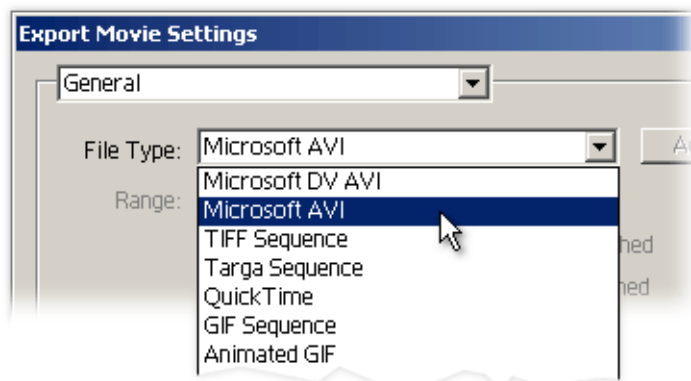 Export Movie Settings
General
File Type: Microsoft AVI
Range:
Microsoft DV AVI
Microsoft AVI
TIFF Sequence
Targa Sequence
QuickTime
GIF Sequence
Animated GIF